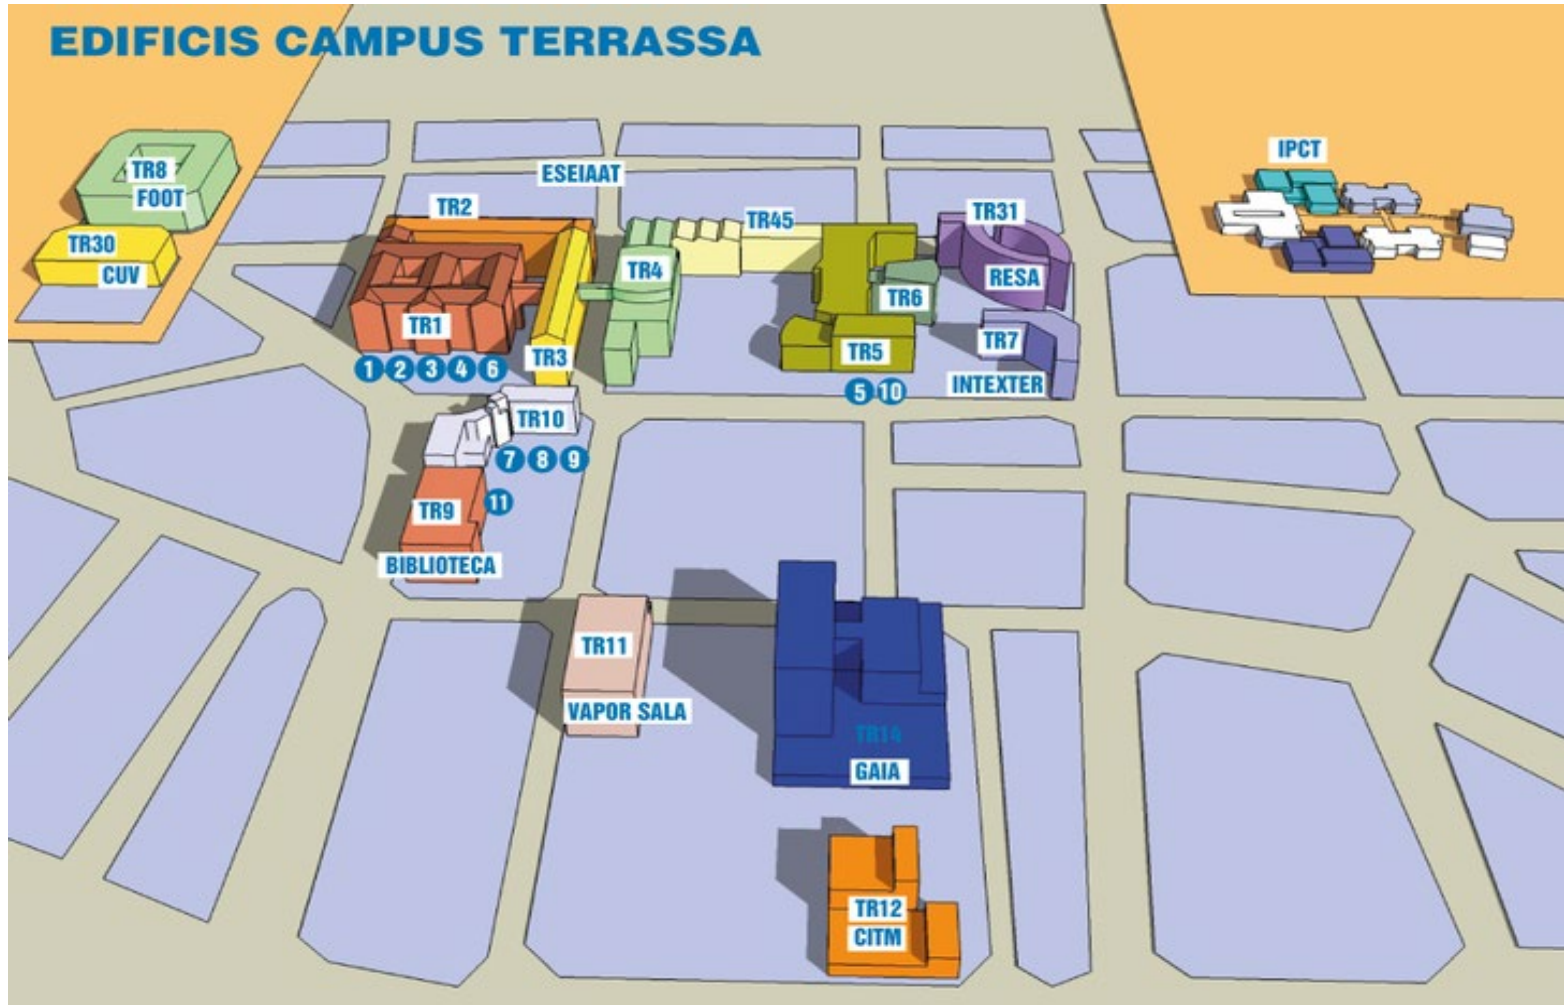 EDIFICIS CAMPUS TERRASSA
IPCT
TR8
FOOT
ESEIAAT
TR2
TR45
TR31
TR30
CUV
TR4
RESA
TR6
TR1
TR7
TR3
TR5
1 2 3 4 6
INTEXTER
5 10
TR10
7 8 9
11
TR9
BIBLIOTECA
TR11
VAPOR SALA
TR14
GAIA
TR12
CITM